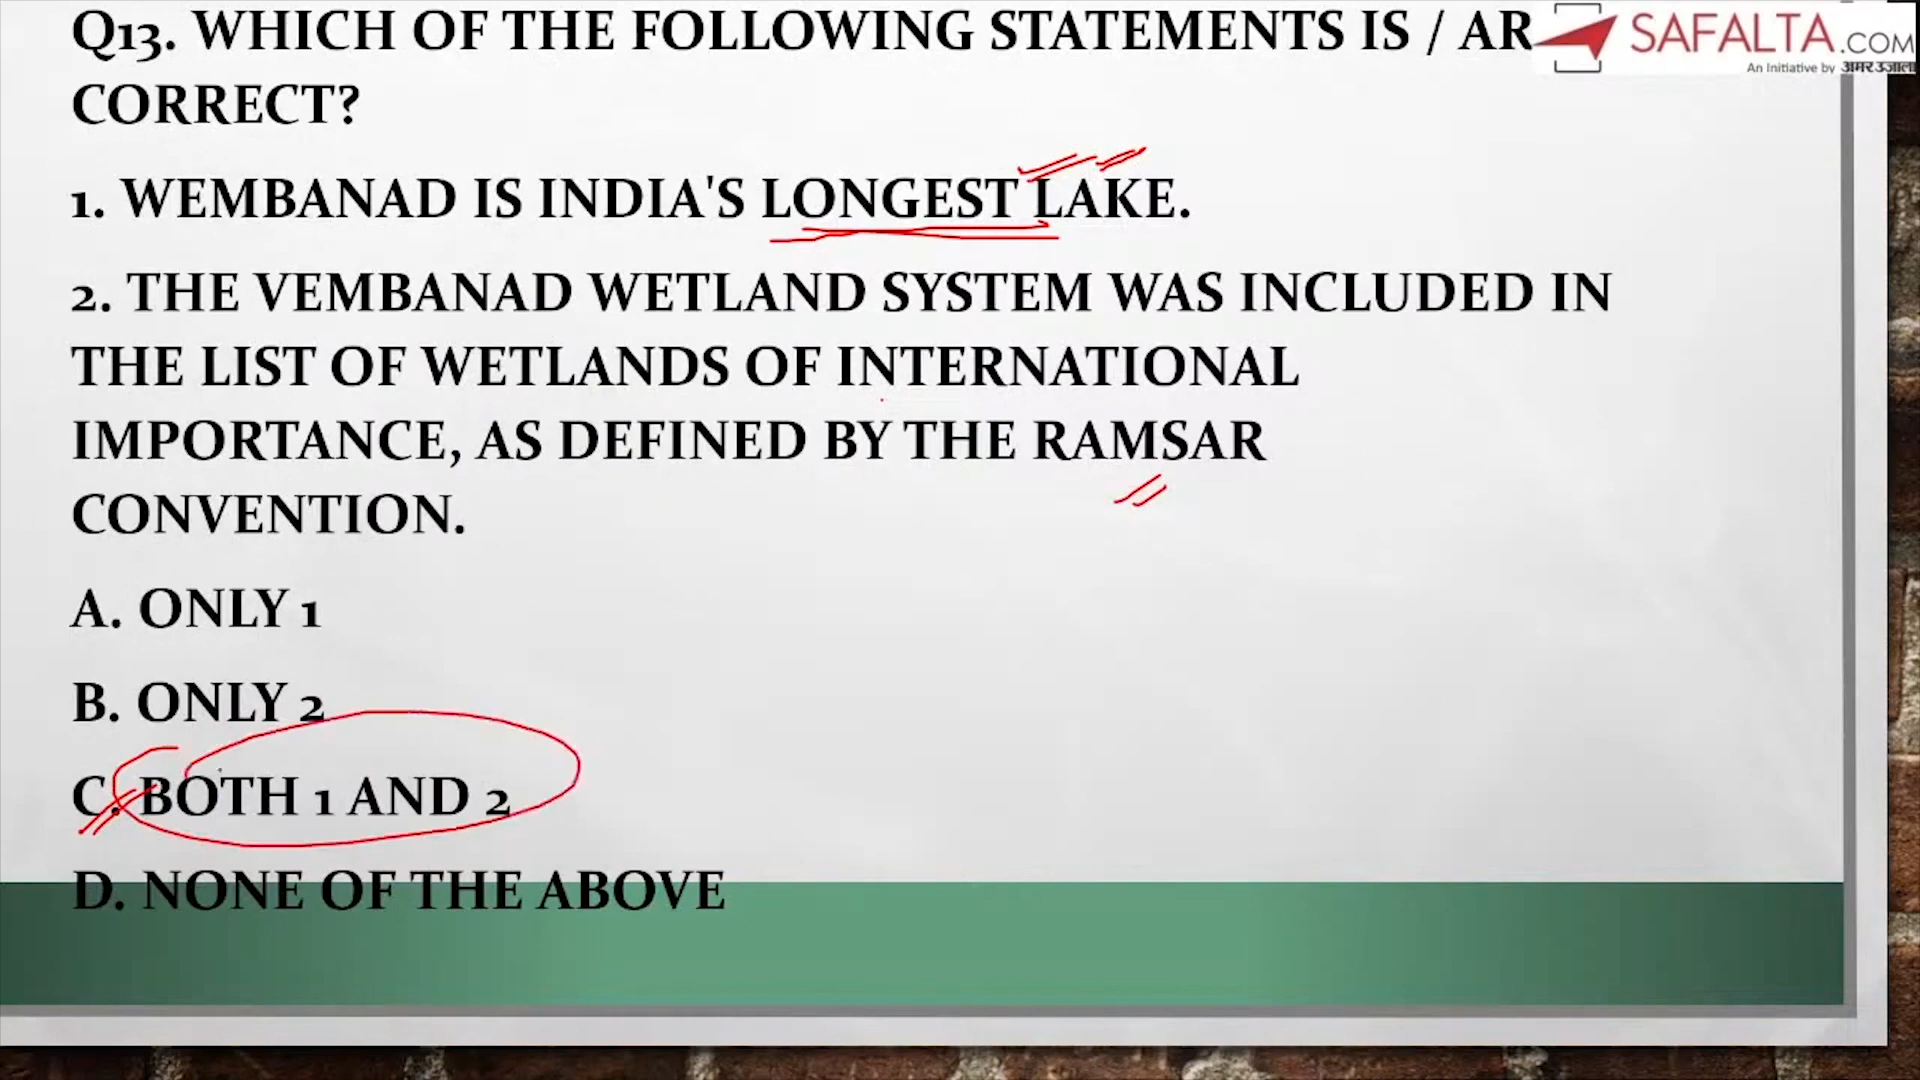 Q13. WHICH OF THE FOLLOWING STATEMENTS IS / AR
SAFALTA.COM
An Initiative by अमर उजाला
CORRECT?
1. WEMBANAD IS INDIA'S LONGEST LAKE.
2. THE VEMBANAD WETLAND SYSTEM WAS INCLUDED IN
THE LIST OF WETLANDS OF INTERNATIONAL
IMPORTANCE, AS DEFINED BY THE RAMSAR
CONVENTION.
A. ONLY 1
B. ONLY 2
C. BOTH 1 AND 2
D. NONE OF THE ABOVE